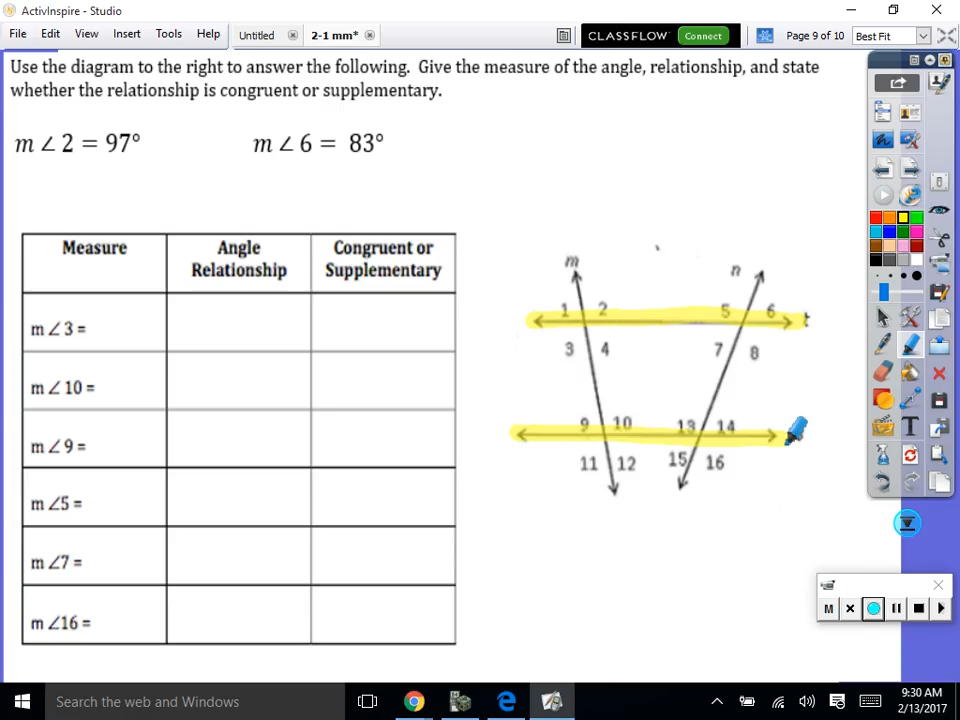 ActivInspire - Studio
File Edit View Insert Tools Help Untitled 2-1 mm* CLASSFLOW Connect Page 9 of 10 Best Fit
Use the diagram to the right to answer the following. Give the measure of the angle, relationship, and state
whether the relationship is congruent or supplementary.
m ∠ 2 = 97° m ∠ 6 = 83°
Measure Angle Relationship Congruent or Supplementary
m ∠ 3 =
m ∠ 10 =
m ∠ 9 =
m ∠5 =
m ∠7 =
m ∠16 =
m n
1 2 5 6 t
3 4 7 8
9 10 13 14
11 12 15 16
T
M
Search the web and Windows
9:30 AM
2/13/2017